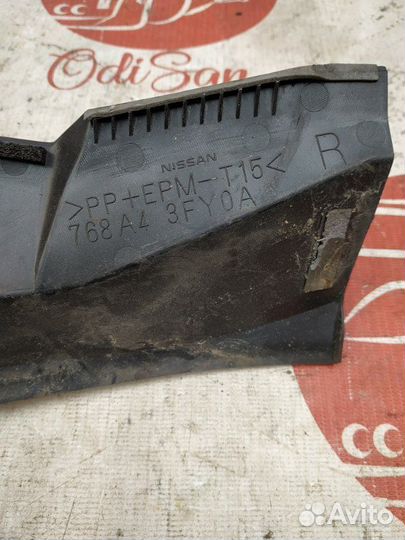 OdiSan
NISSAN
>PP+EPM-T15<
R
768A4 3FY0A
Avito